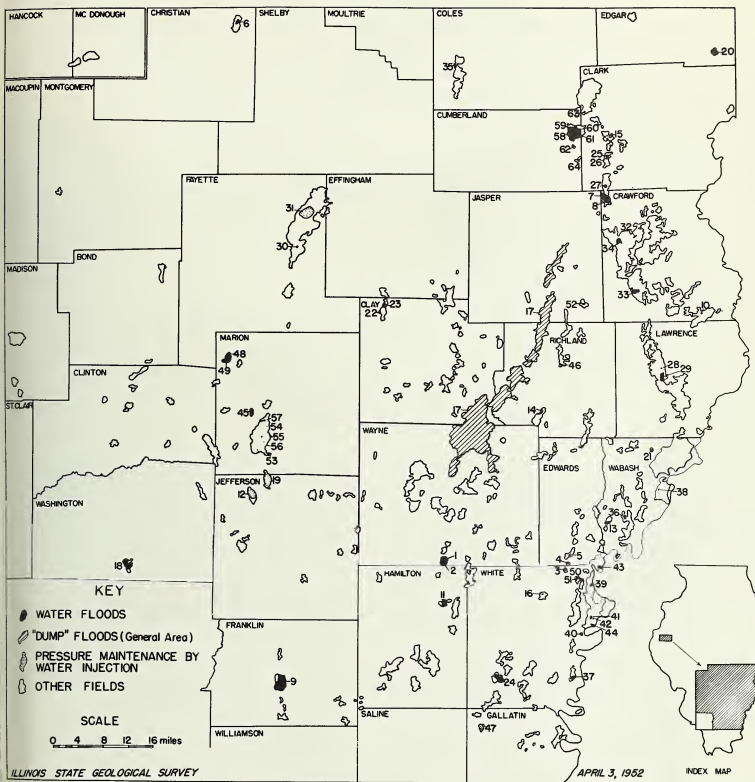 HANCOCK
MC DONOUGH
CHRISTIAN
6
SHELBY
MOULTRIE
COLES
35
EDGAR
20
CLARK
MACOUPIN
MONTGOMERY
CUMBERLAND
63
59
60
58
61
15
62
25
26
64
27
FAYETTE
31
30
EFFINGHAM
JASPER
7
8
CRAWFORD
32
34
33
10
BOND
MADISON
CLAY
23
22
17
52
RICHLAND
46
LAWRENCE
28
29
MARION
48
49
CLINTON
45
57
54
55
56
53
ST. CLAIR
17
14
WAYNE
EDWARDS
WABASH
21
38
36
13
JEFFERSON
19
12
WASHINGTON
18
1
2
4
5
3
50
51
43
39
HAMILTON
WHITE
11
16
41
42
40
44
FRANKLIN
9
24
37
SALINE
GALLATIN
47
WILLIAMSON
KEY
WATER FLOODS
"DUMP" FLOODS (General Area)
PRESSURE MAINTENANCE BY
WATER INJECTION
OTHER FIELDS
SCALE
0 4 8 12 16 miles
ILLINOIS STATE GEOLOGICAL SURVEY
APRIL 3, 1952
INDEX MAP